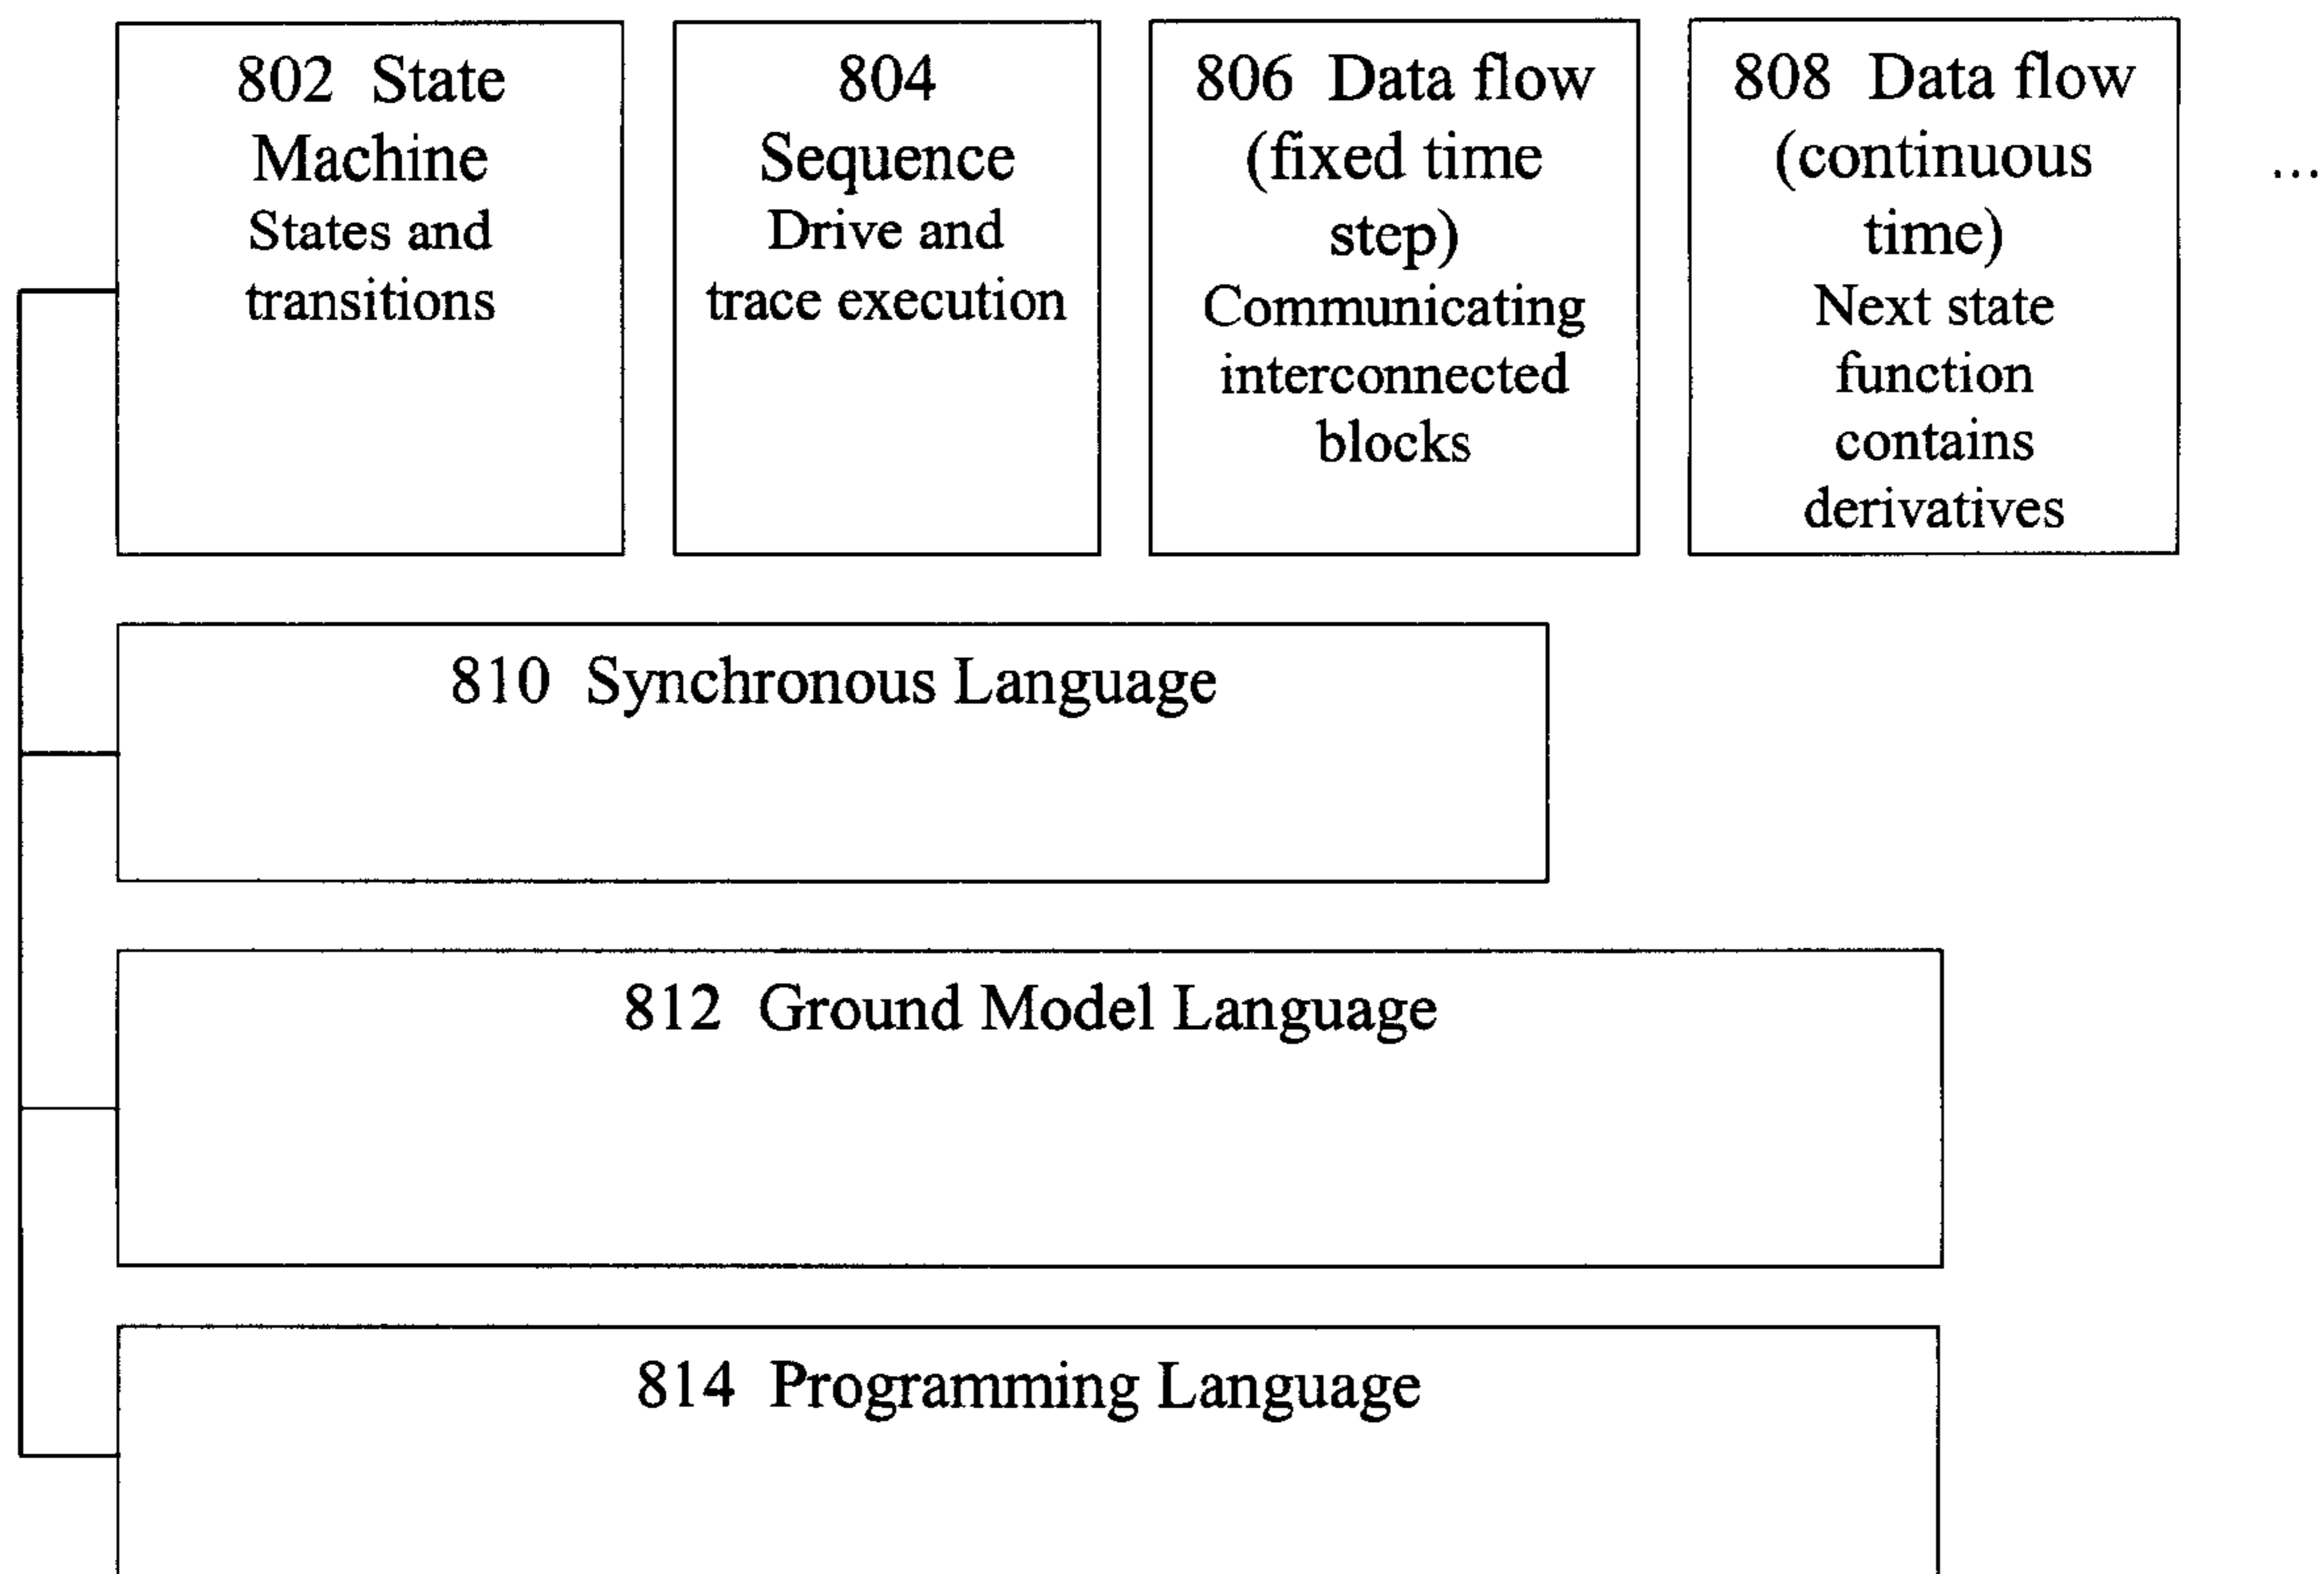 802 State
Machine
States and
transitions
804
Sequence
Drive and
trace execution
806 Data flow
(fixed time
step)
Communicating
interconnected
blocks
808 Data flow
(continuous
time)
Next state
function
contains
derivatives
...
810 Synchronous Language
812 Ground Model Language
814 Programming Language